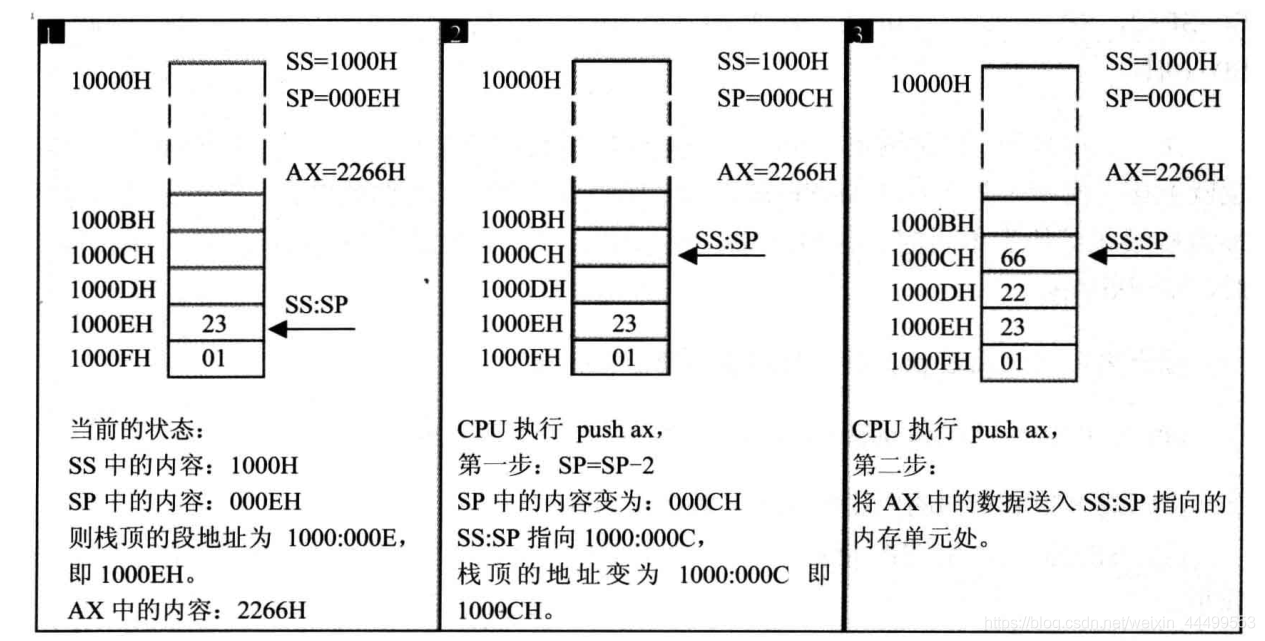 1
SS=1000H
10000H
SP=000EH
AX=2266H
1000BH
1000CH
1000DH
SS:SP
1000EH 23
1000FH 01
当前的状态：
SS 中的内容：1000H
SP 中的内容：000EH
则栈顶的段地址为 1000:000E，
即 1000EH。
AX 中的内容：2266H
2
SS=1000H
10000H
SP=000CH
AX=2266H
1000BH
SS:SP
1000CH
1000DH
1000EH 23
1000FH 01
CPU 执行 push ax，
第一步：SP=SP-2
SP 中的内容变为：000CH
SS:SP 指向 1000:000C，
栈顶的地址变为 1000:000C 即
1000CH。
3
SS=1000H
10000H
SP=000CH
AX=2266H
1000BH
SS:SP
1000CH 66
1000DH 22
1000EH 23
1000FH 01
CPU 执行 push ax，
第二步：
将 AX 中的数据送入 SS:SP 指向的
内存单元处。
https://blog.csdn.net/weixin_44499563